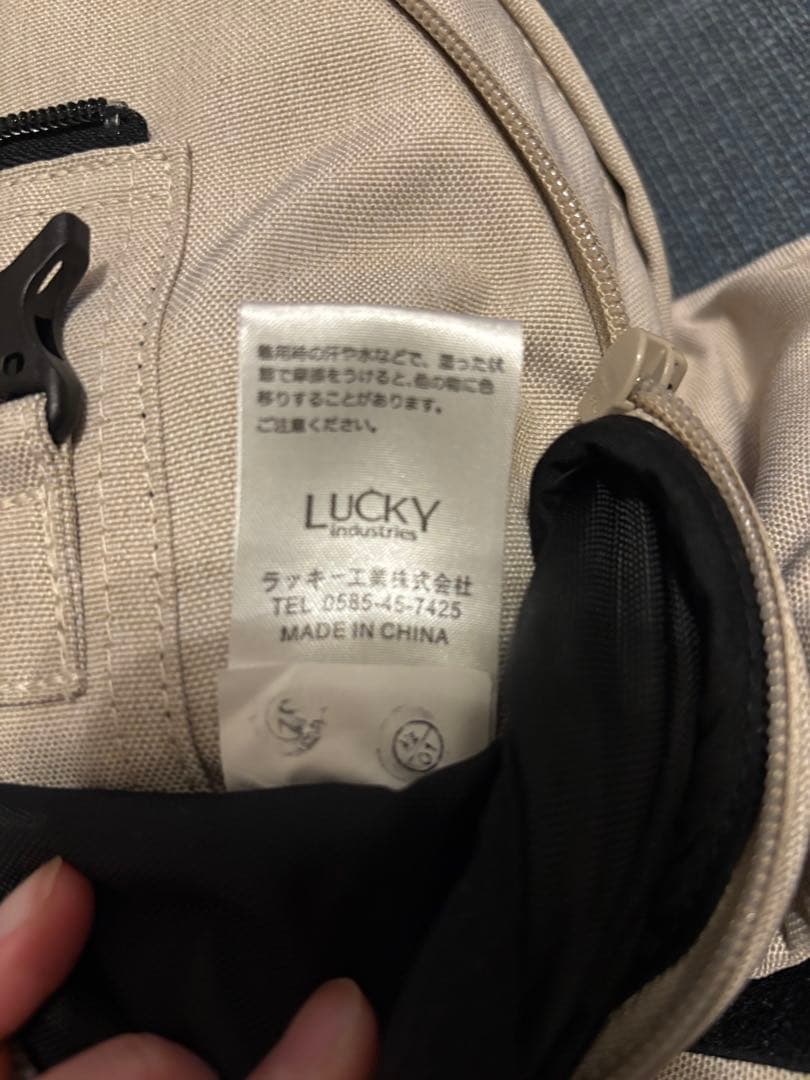 着用時の汗や水などで、湿った状
態で摩擦をうけると、他の物に色
移りすることがあります。
ご注意ください。
LUCKY
industries
ラッキー工業株式会社
TEL 0585-45-7425
MADE IN CHINA